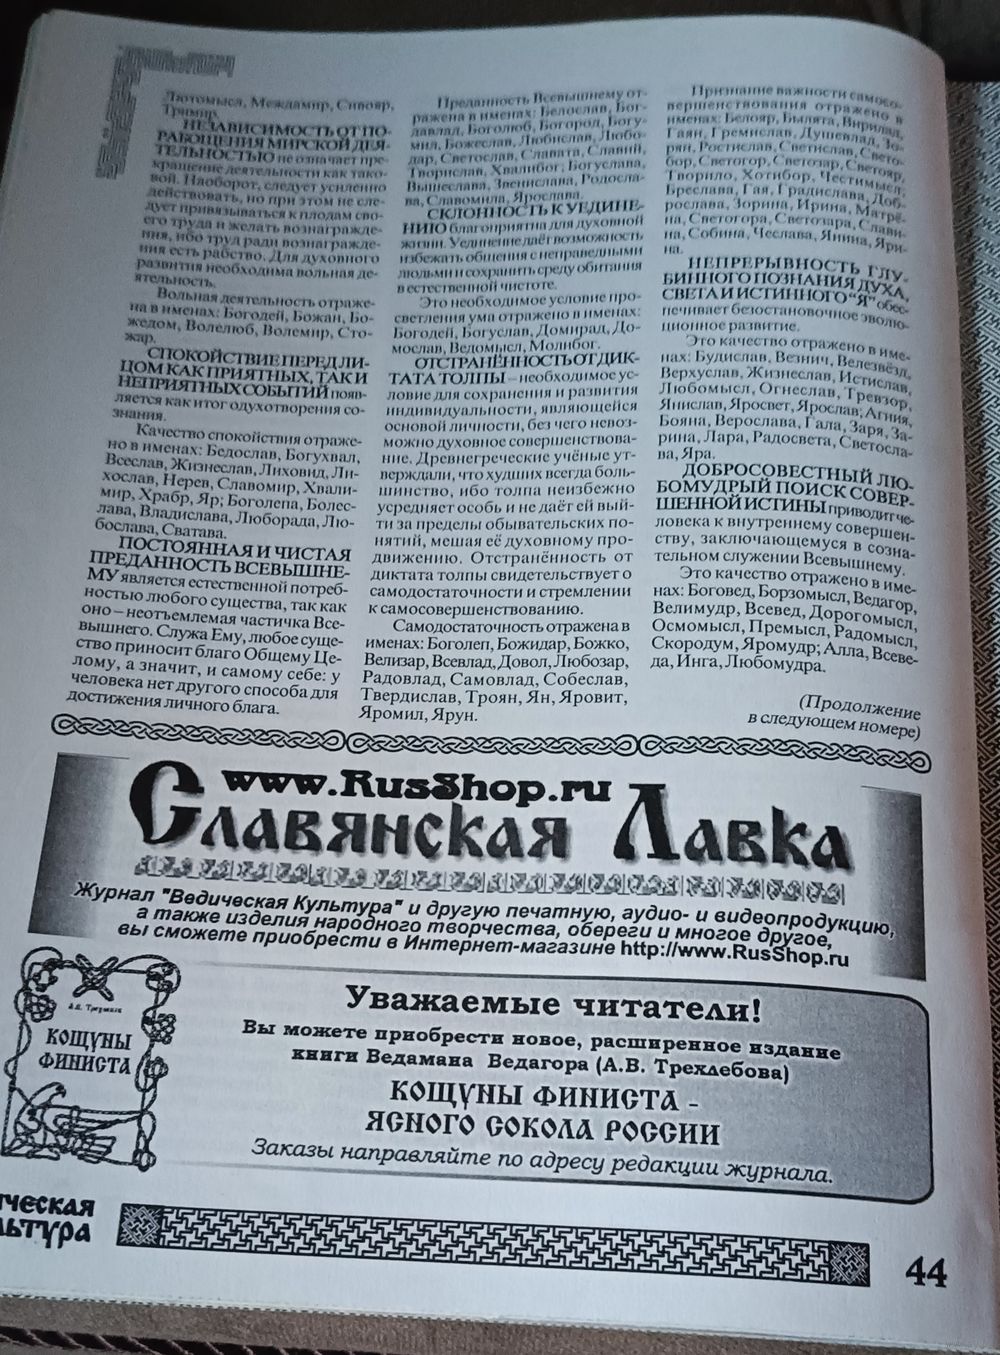 Лютомысл, Междамир, Сивояр,
Тримир.
НЕЗАВИСИМОСТЬ ОТ ПО-
РАБОЩЕНИЯ МИРСКОЙ ДЕЯ-
ТЕЛЬНОСТЬЮ не означает пре-
кращение деятельности как тако-
вой. Наоборот, следует усиленно
действовать, но при этом не сле-
дует привязываться к плодам сво-
его труда и желать вознагражде-
ния, ибо труд ради вознагражде-
ния есть рабство. Для духовного
развития необходима вольная де-
ятельность.
Вольная деятельность отраже-
на в именах: Богодей, Божан, Бо-
жедом, Волелюб, Волемир, Сто-
жар.
СПОКОЙСТВИЕ ПЕРЕД ЛИ-
ЦОМ КАК ПРИЯТНЫХ, ТАК И
НЕПРИЯТНЫХ СОБЫТИЙ появ-
ляется как итог одухотворения со-
знания.
Качество спокойствия отраже-
но в именах: Бедослав, Богухвал,
Всеслав, Жизнеслав, Лиховид, Ли-
хослав, Нерев, Славомир, Хвали-
мир, Храбр, Яр; Боголепа, Болес-
лава, Владислава, Люборада, Лю-
бослава, Сватава.
ПОСТОЯННАЯ И ЧИСТАЯ
ПРЕДАННОСТЬ ВСЕВЫШНЕ-
МУ является естественной потреб-
ностью любого существа, так как
оно – неотъемлемая частичка Все-
вышнего. Служа Ему, любое суще-
ство приносит благо Общему Це-
лому, а значит, и самому себе: у
человека нет другого способа для
достижения личного блага.
Преданность Всевышнему от-
ражена в именах: Белослав, Бог-
давлад, Боголюб, Богород, Богу-
мил, Божеслав, Любислав, Любо-
дар, Светослав, Славата, Славий,
Творислав, Хвалибог; Богуслава,
Вышеслава, Звенислава, Родосла-
ва, Славомила, Ярослава.
СКЛОННОСТЬ К УЕДИНЕ-
НИЮ благоприятна для духовной
жизни. Уединение даёт возможность
избежать общения с неправедными
людьми и сохранить среду обитания
в естественной чистоте.
Это необходимое условие про-
светления ума отражено в именах:
Богодей, Богуслав, Домирад, До-
мослав, Ведомысл, Молибог.
ОТСТРАНЁННОСТЬ ОТ ДИК-
ТАТА ТОЛПЫ – необходимое ус-
ловие для сохранения и развития
индивидуальности, являющейся
основой личности, без чего невоз-
можно духовное совершенствова-
ние. Древнегреческие учёные ут-
верждали, что худших всегда боль-
шинство, ибо толпа неизбежно
усредняет особь и не даёт ей вый-
ти за пределы обывательских по-
нятий, мешая её духовному про-
движению. Отстранённость от
диктата толпы свидетельствует о
самодостаточности и стремлении
к самосовершенствованию.
Самодостаточность отражена в
именах: Боголеп, Божидар, Божко,
Велизар, Всевлад, Довол, Любозар,
Радовлад, Самовлад, Собеслав,
Твердислав, Троян, Ян, Яровит,
Яромил, Ярун.
Признание важности самосо-
вершенствования отражено в
именах: Белояр, Былята, Вирилад,
Гаян, Гремислав, Душевлад, Зо-
рян, Ростислав, Светислав, Свето-
бор, Светогор, Светозар, Светояр,
Творило, Хотибор, Честимысл;
Бреслава, Гая, Градислава, Доб-
рослава, Зорина, Ирина, Матрё-
на, Светогора, Светозара, Слави-
на, Собина, Чеслава, Янина, Яри-
на.
НЕПРЕРЫВНОСТЬ ГЛУ-
БИННОГО ПОЗНАНИЯ ДУХА,
СВЕТА И ИСТИННОГО "Я" обес-
печивает безостановочное эволю-
ционное развитие.
Это качество отражено в име-
нах: Будислав, Везнич, Велезвёзд,
Верхуслав, Жизнеслав, Истислав,
Любомысл, Огнеслав, Тревзор,
Янислав, Яросвет, Ярослав; Агния,
Бояна, Верослава, Гала, Заря, За-
рина, Лара, Радосвета, Светосла-
ва, Яра.
ДОБРОСОВЕСТНЫЙ ЛЮ-
БОМУДРЫЙ ПОИСК СОВЕР-
ШЕННОЙ ИСТИНЫ приводит че-
ловека к внутреннему совершен-
ству, заключающемуся в созна-
тельном служении Всевышнему.
Это качество отражено в име-
нах: Боговед, Борзомысл, Ведагор,
Велимудр, Всевед, Дорогомысл,
Осмомысл, Премысл, Радомысл,
Скородум, Яромудр; Алла, Всеве-
да, Инга, Любомудра.
(Продолжение
в следующем номере)
www.RusShop.ru
Славянская Лавка
Журнал "Ведическая Культура" и другую печатную, аудио- и видеопродукцию,
а также изделия народного творчества, обереги и многое другое,
вы сможете приобрести в Интернет-магазине http://www.RusShop.ru
КОЩУНЫ
ФИНИСТА
Уважаемые читатели!
Вы можете приобрести новое, расширенное издание
книги Ведамана Ведагора (А.В. Трехлебова)
КОЩУНЫ ФИНИСТА -
ЯСНОГО СОКОЛА РОССИИ
Заказы направляйте по адресу редакции журнала.
ическая
льтура
44